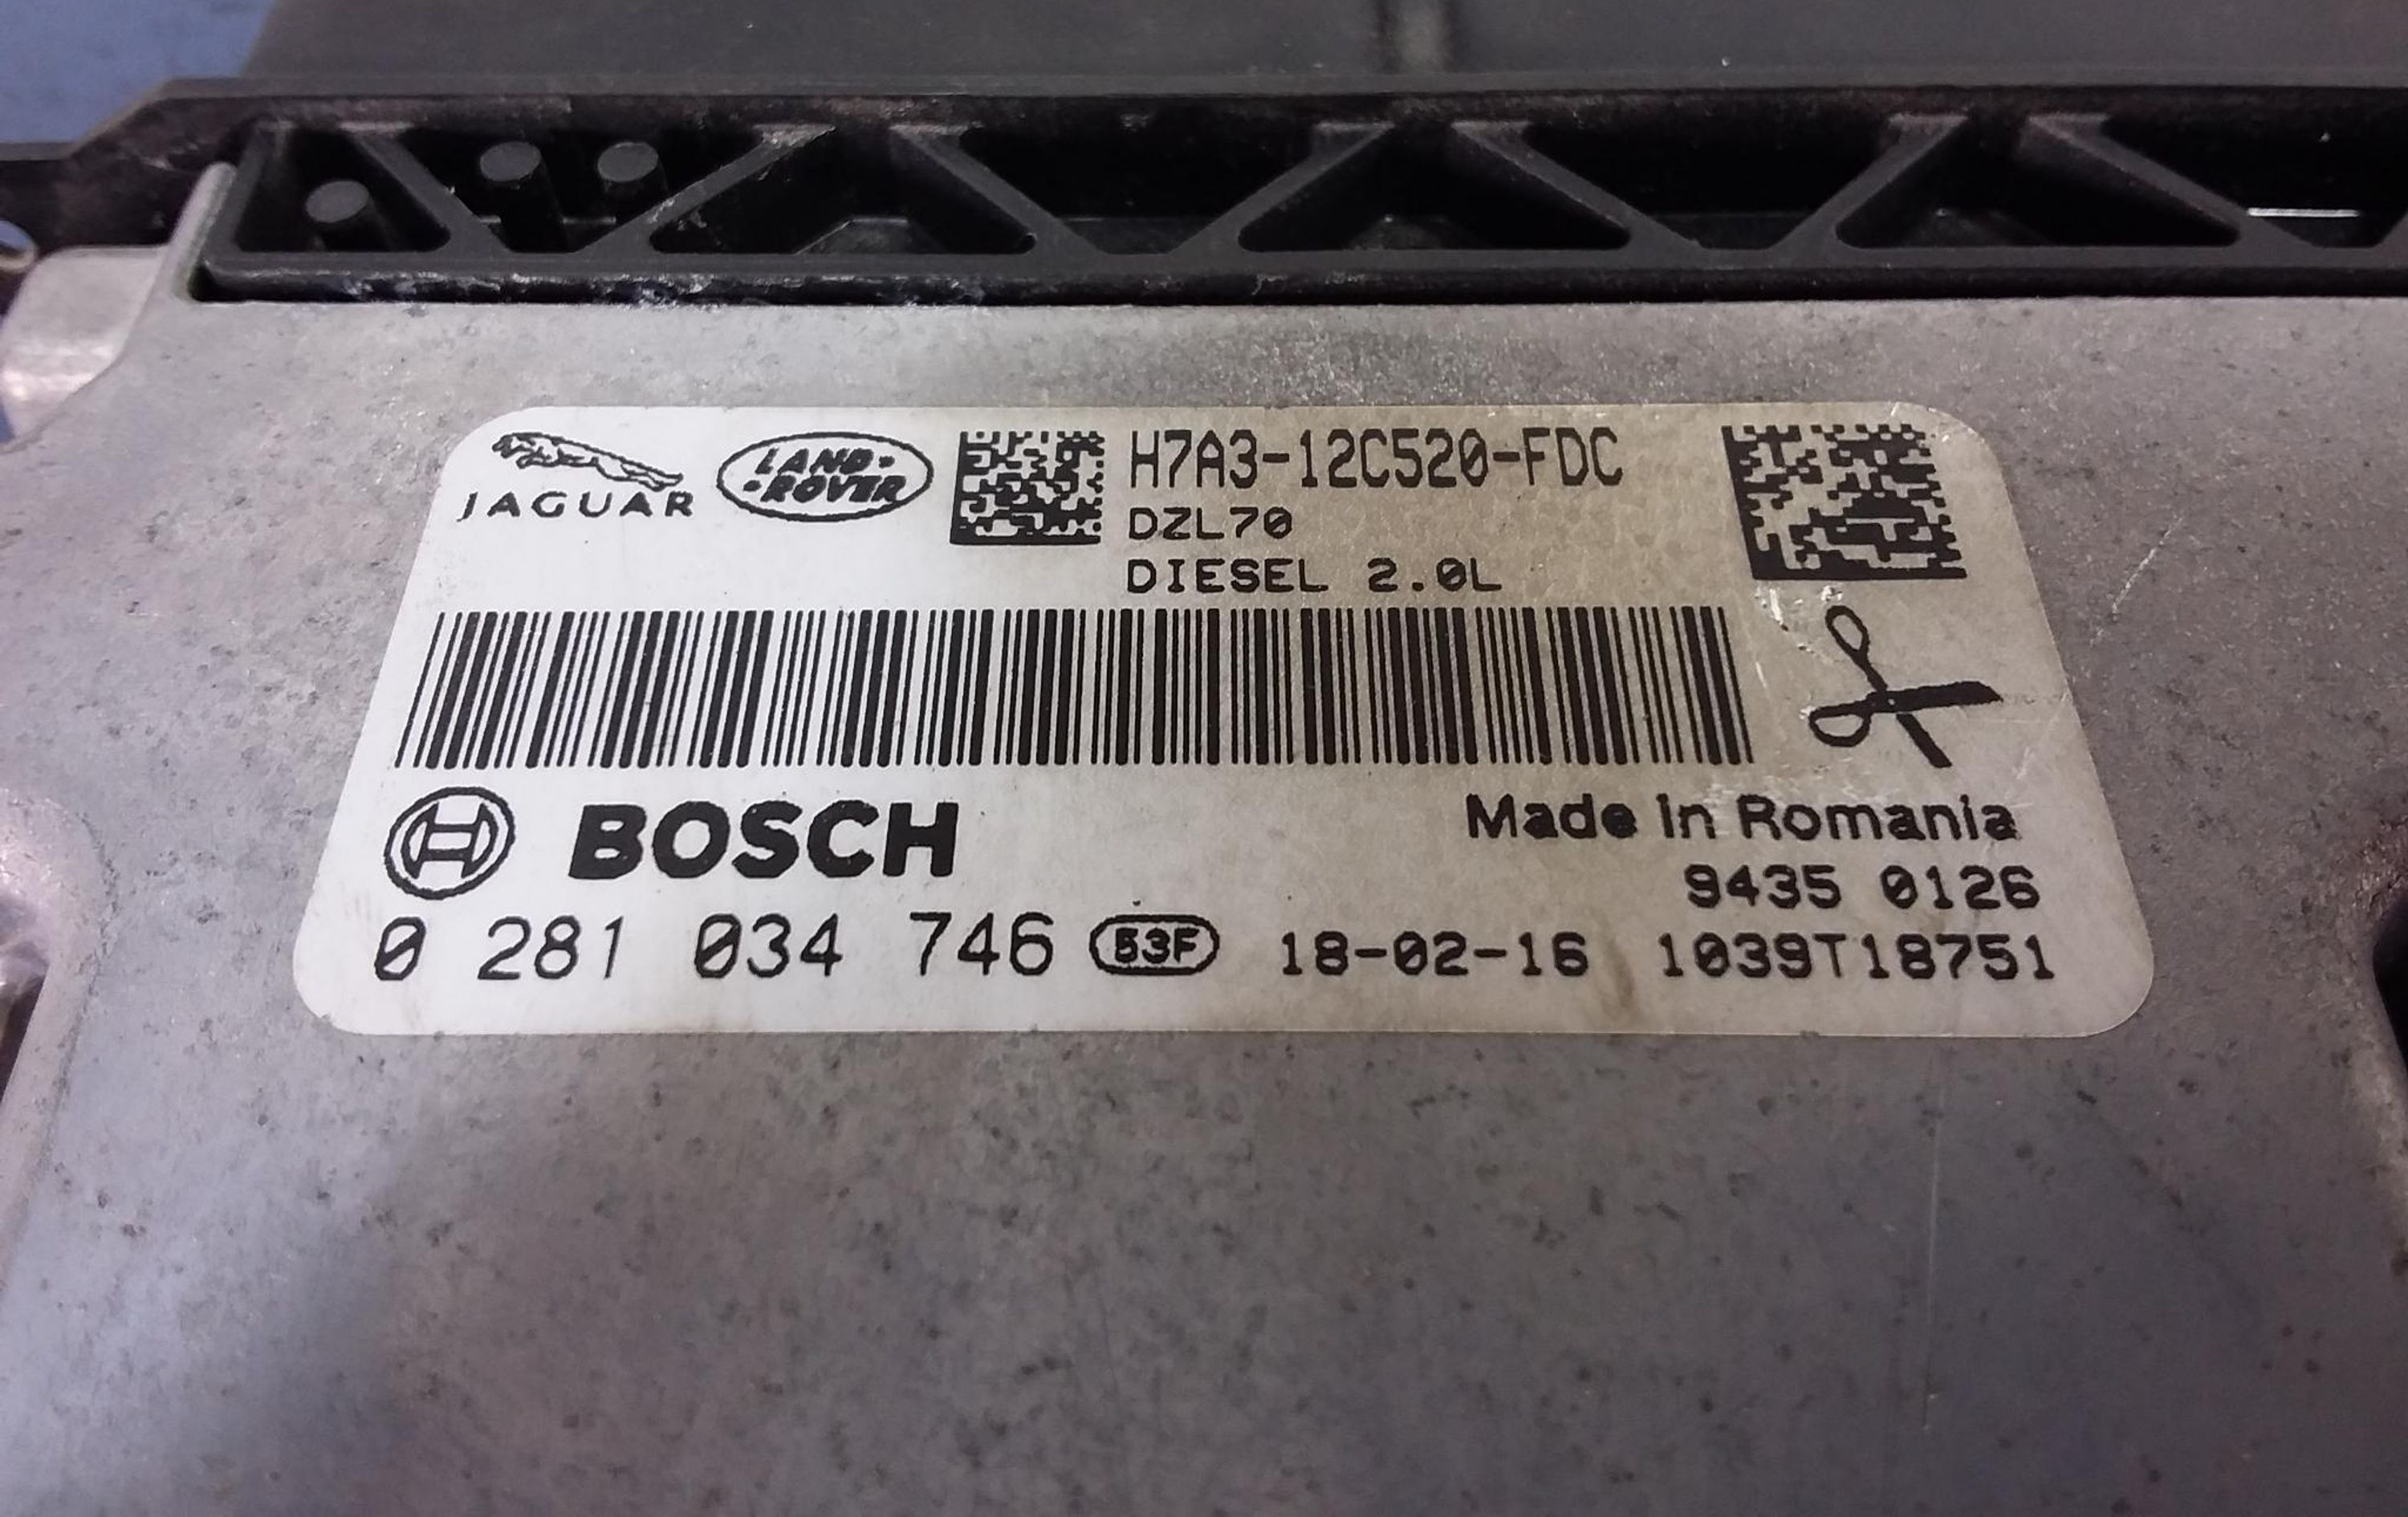 JAGUAR
LAND-
-ROVER
H7A3-12C520-FDC
DZL70
DIESEL 2.0L
BOSCH
Made in Romania
9435 0126
0 281 034 746 53F 18-02-16 1039T18751